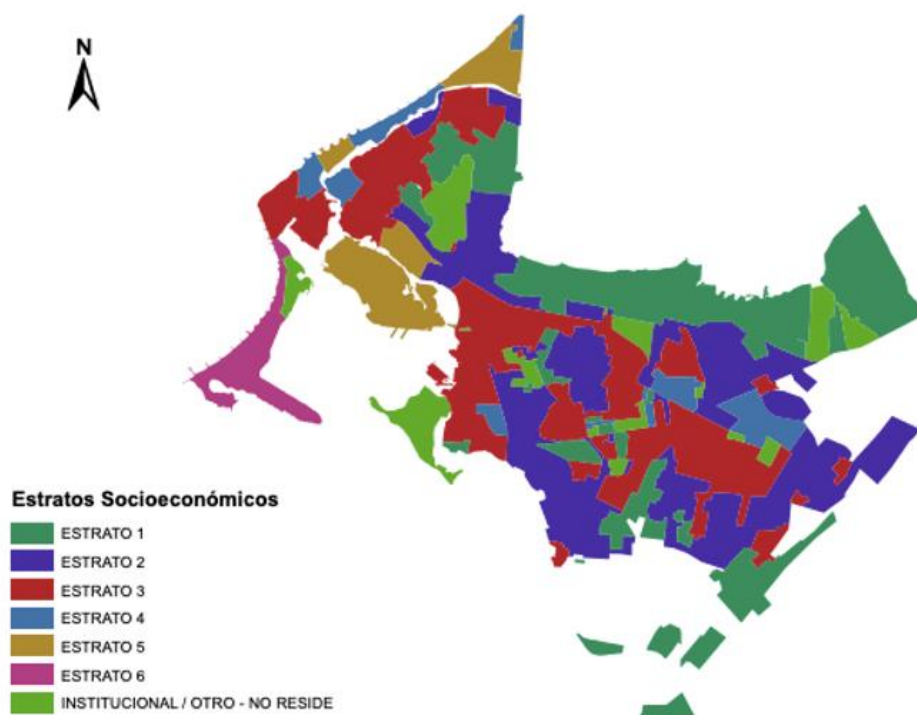 N
Estratos Socioeconómicos
ESTRATO 1
ESTRATO 2
ESTRATO 3
ESTRATO 4
ESTRATO 5
ESTRATO 6
INSTITUCIONAL / OTRO - NO RESIDE